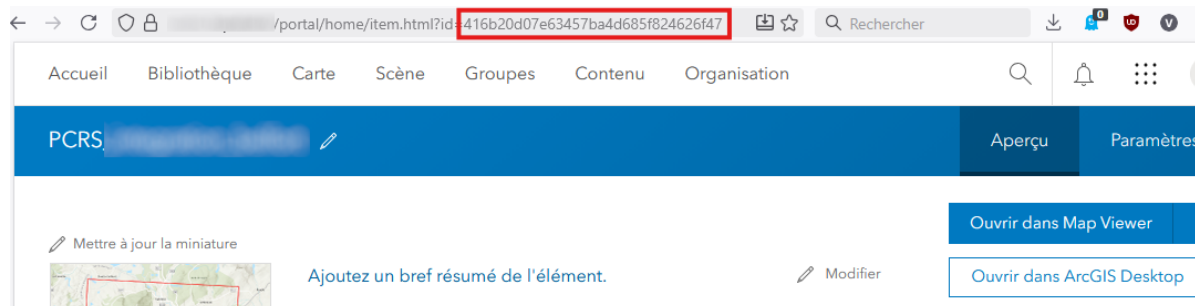 /portal/home/item.html?id=416b20d07e63457ba4d685f824626f47 Rechercher 0 UD V
Accueil Bibliothèque Carte Scène Groupes Contenu Organisation
PCRS Aperçu Paramètres
Ouvrir dans Map Viewer
Mettre à jour la miniature
Ajoutez un bref résumé de l'élément. Modifier Ouvrir dans ArcGIS Desktop